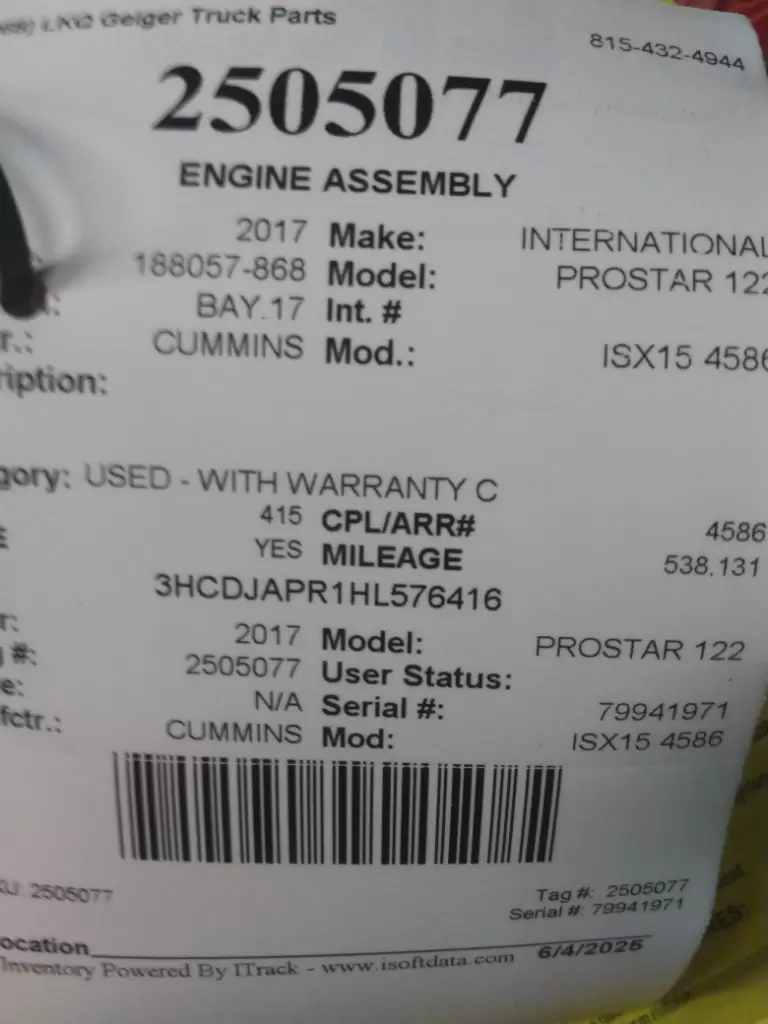 LKQ Geiger Truck Parts
815-432-4944
2505077
ENGINE ASSEMBLY
2017 Make: INTERNATIONAL
188057-868 Model: PROSTAR 122
BAY.17 Int. #
r.: CUMMINS Mod.: ISX15 4586
ription:
gory: USED - WITH WARRANTY C
415 CPL/ARR# 4586
YES MILEAGE 538,131
3HCDJAPR1HL576416
r: 2017 Model: PROSTAR 122
#: 2505077 User Status:
e: N/A Serial #: 79941971
fctr.: CUMMINS Mod: ISX15 4586
KU: 2505077 Tag #: 2505077
Serial #: 79941971
ocation 6/4/2025
Inventory Powered By ITrack - www.isoftdata.com